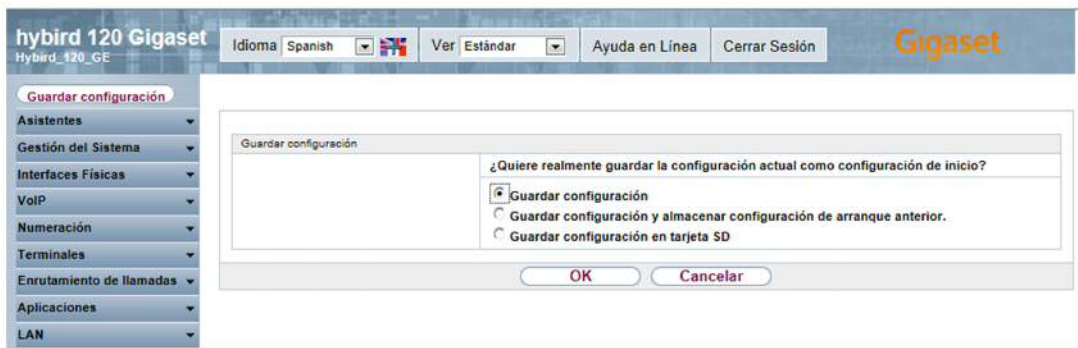 hybird 120 Gigaset
Hybird_120_GE
Idioma Spanish Ver Estándar Ayuda en Línea Cerrar Sesión Gigaset
Guardar configuración
Asistentes
Gestión del Sistema
Interfaces Físicas
VoIP
Numeración
Terminales
Enrutamiento de llamadas
Aplicaciones
LAN
Guardar configuración
¿Quiere realmente guardar la configuración actual como configuración de inicio?
Guardar configuración
Guardar configuración y almacenar configuración de arranque anterior.
Guardar configuración en tarjeta SD
OK Cancelar